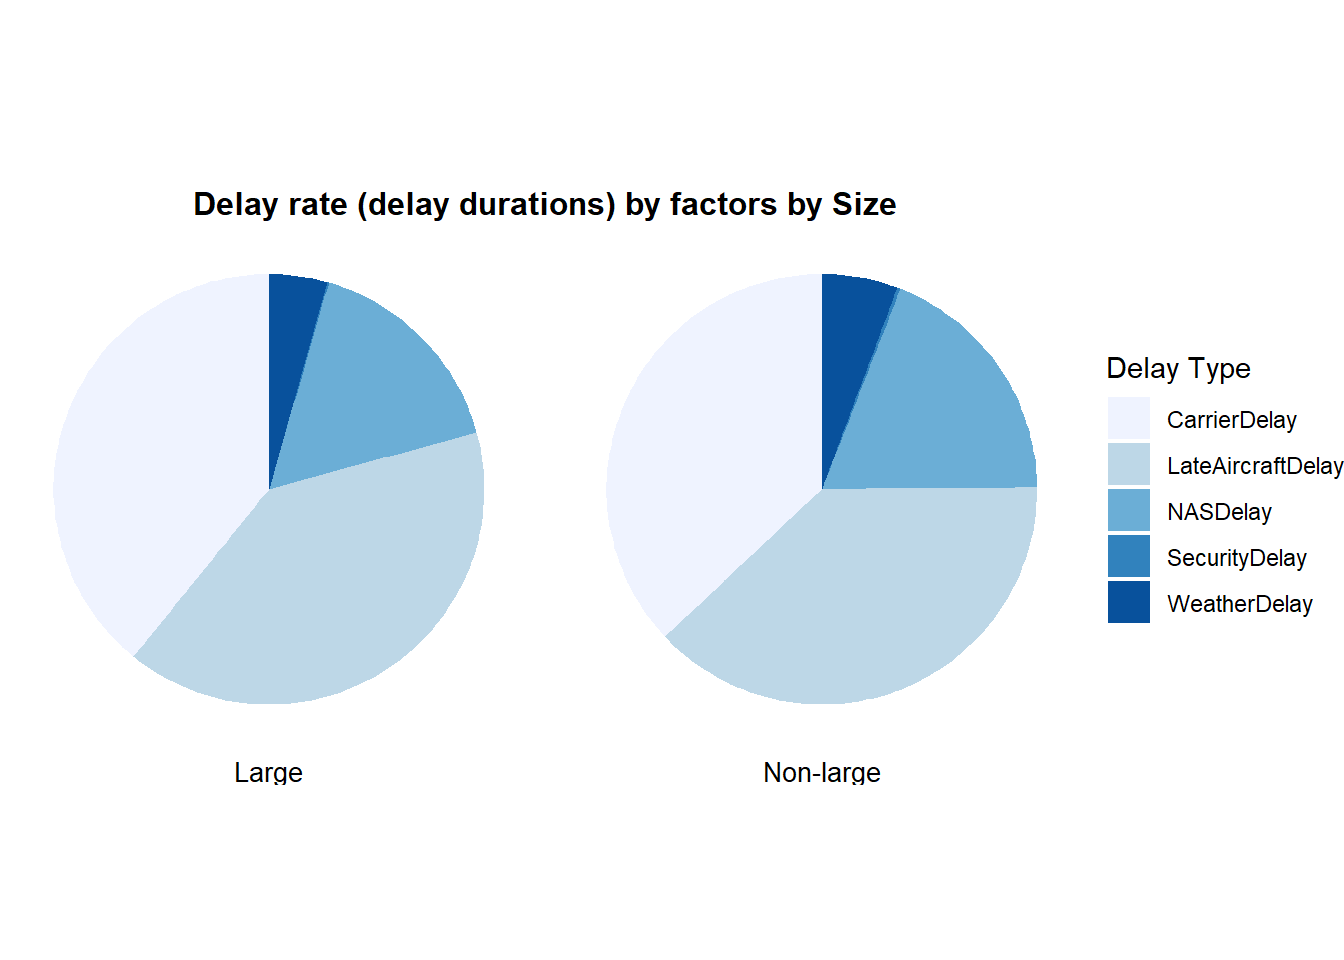 Delay rate (delay durations) by factors by Size
Large
Non-large
Delay Type
CarrierDelay
LateAircraftDelay
NASDelay
SecurityDelay
WeatherDelay